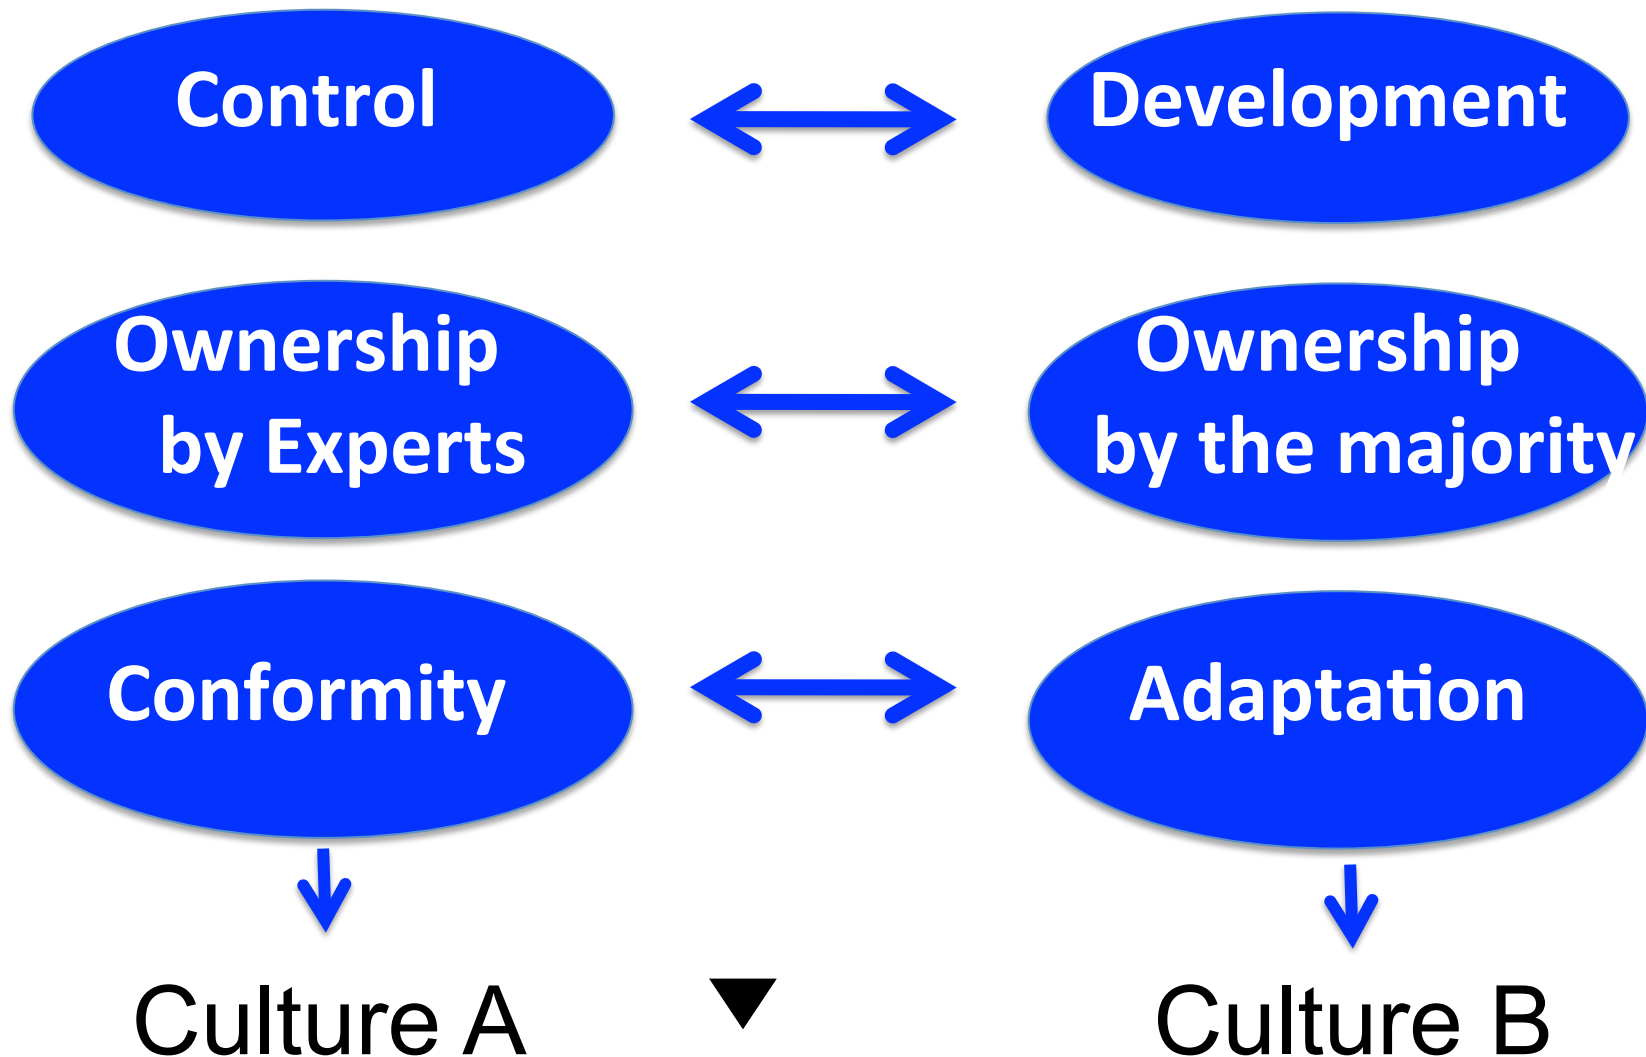 Control
Development
Ownership
by Experts
Ownership
by the majority
Conformity
Adaptation
Culture A
Culture B